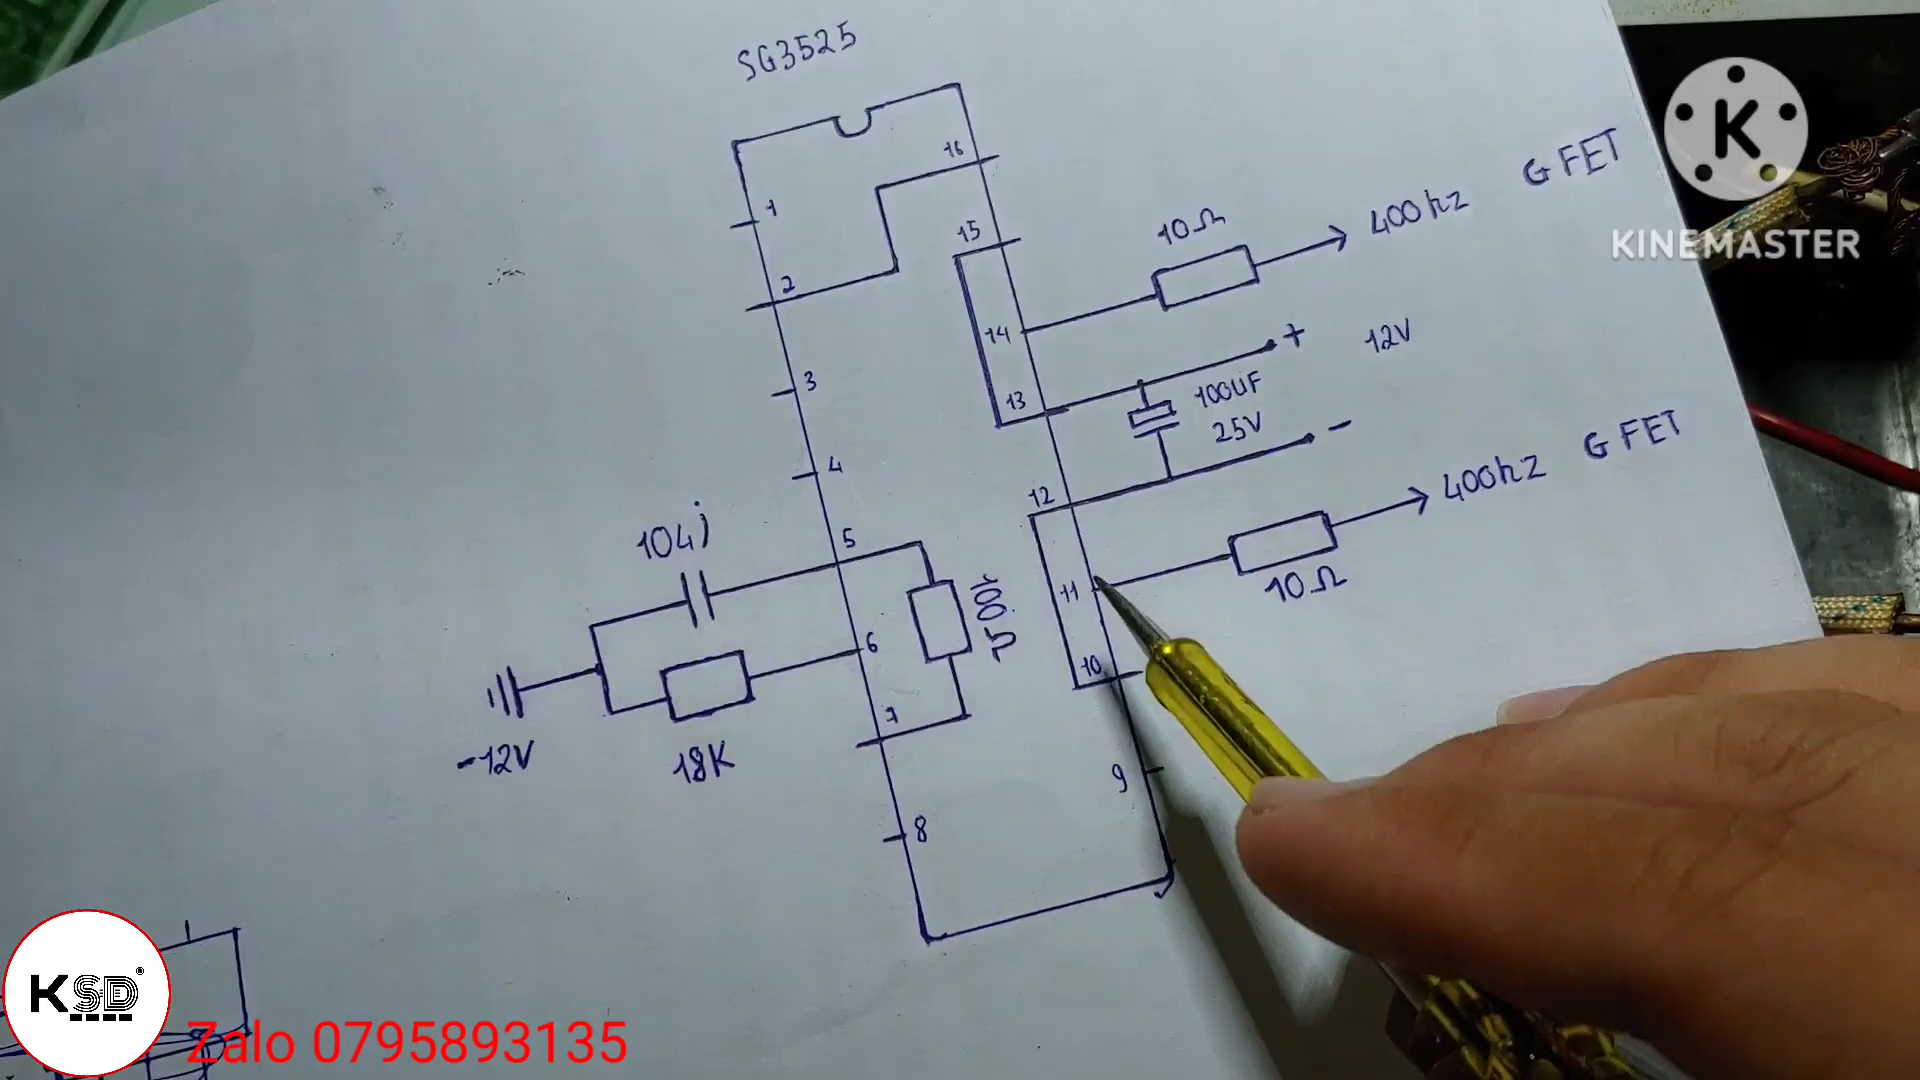 SG3525
K
KINEMASTER
G FET
400hz
10Ω
16
1
15
2
14
+
12V
13
100UF
25V
-
3
4
12
G FET
400hz
10Ω
11
104j
5
6
10
-12V
18K
7
9
8
KSD®
Zalo 0795893135